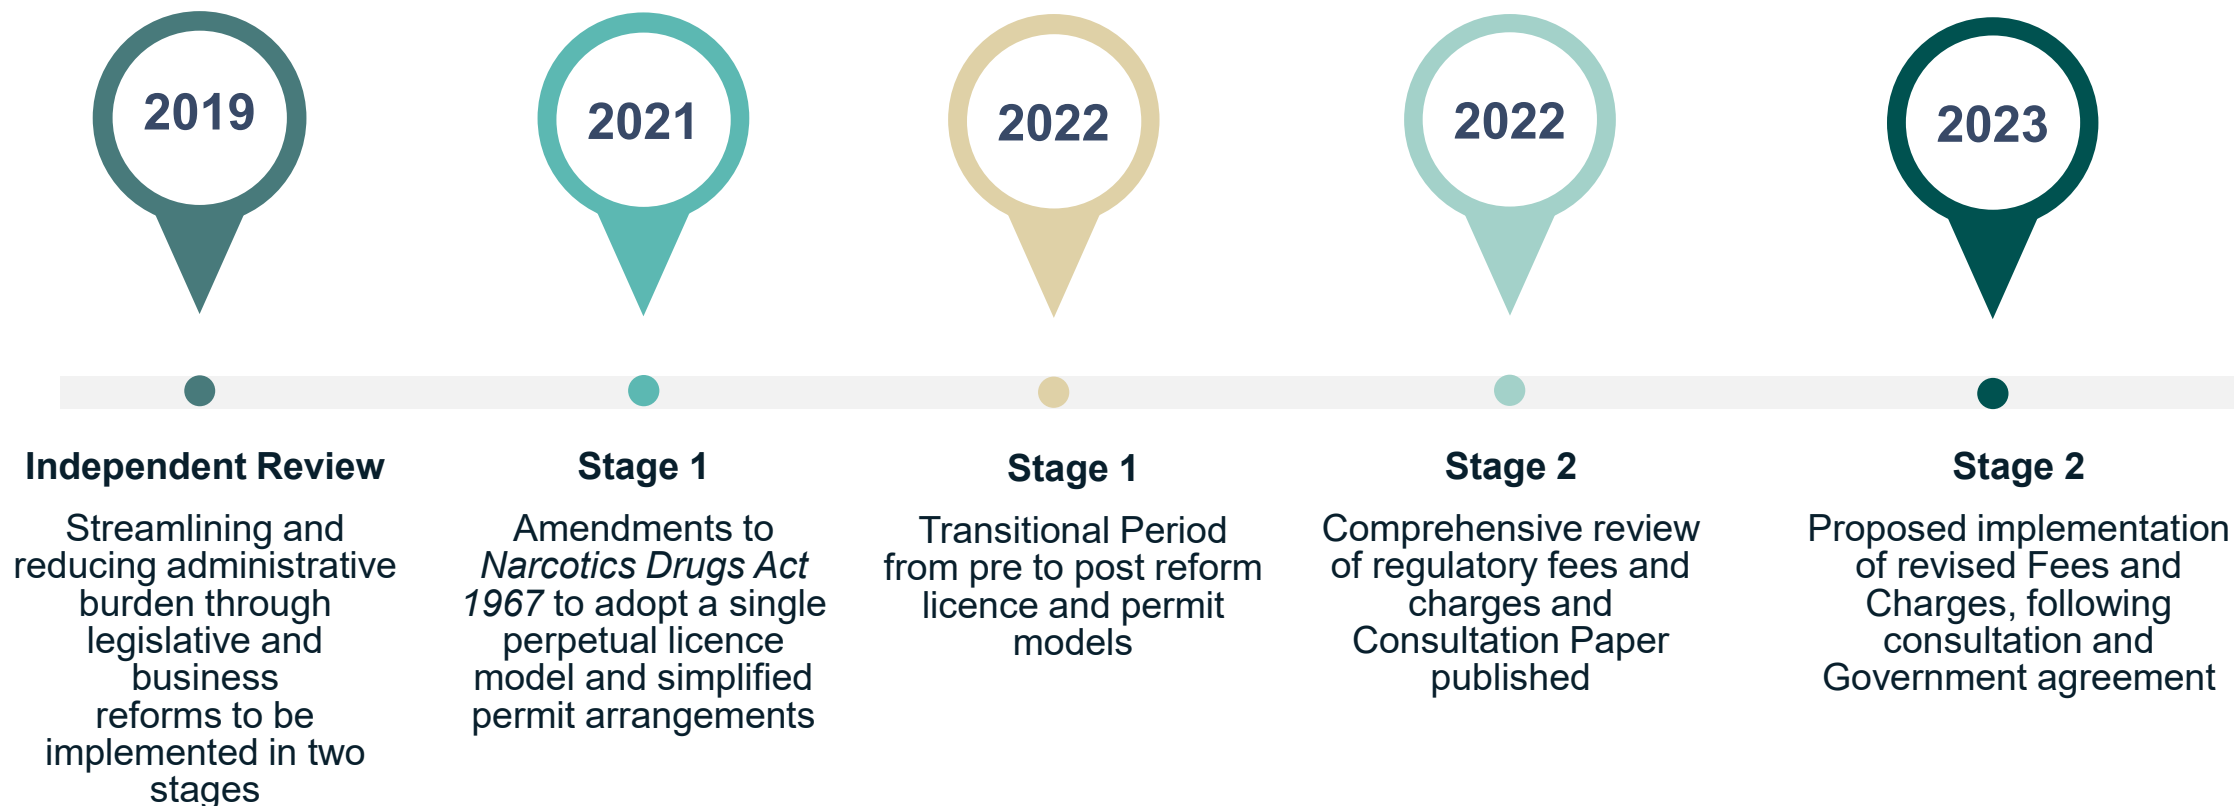 2019
2021
2022
2022
2023
Independent Review
Streamlining and
reducing administrative
burden through
legislative and
business
reforms to be
implemented in two
stages
Stage 1
Amendments to
Narcotics Drugs Act
1967 to adopt a single
perpetual licence
model and simplified
permit arrangements
Stage 1
Transitional Period
from pre to post reform
licence and permit
models
Stage 2
Comprehensive review
of regulatory fees and
charges and
Consultation Paper
published
Stage 2
Proposed implementation
of revised Fees and
Charges, following
consultation and
Government agreement